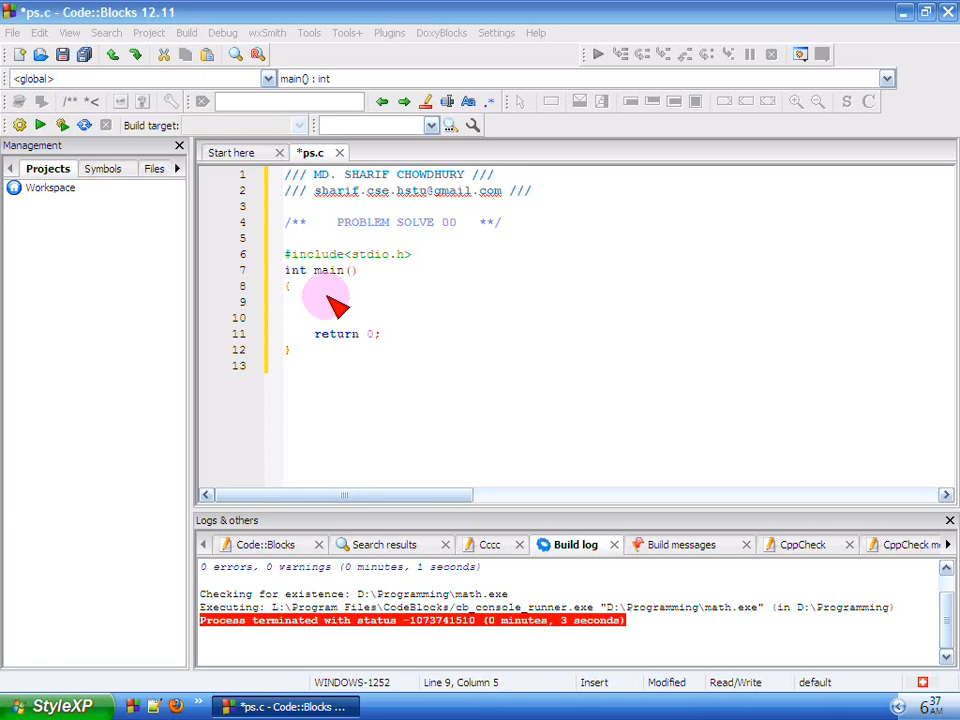 *ps.c - Code::Blocks 12.11
File Edit View Search Project Build Debug wxSmith Tools Tools+ Plugins DoxyBlocks Settings Help
<global> main() : int
/** *<
Aa .* S C
Build target:
Management
Projects Symbols Files
Workspace
Start here *ps.c
1 /// MD. SHARIF CHOWDHURY ///
2 /// sharif.cse.hstu@gmail.com ///
3
4 /** PROBLEM SOLVE 00 **/
5
6 #include<stdio.h>
7 int main()
8 {
9
10
11 return 0;
12 }
13
Logs & others
Code::Blocks Search results Cccc Build log Build messages CppCheck CppCheck me
0 errors, 0 warnings (0 minutes, 1 seconds)
Checking for existence: D:\Programming\math.exe
Executing: L:\Program Files\CodeBlocks/cb_console_runner.exe "D:\Programming\math.exe" (in D:\Programming)
Process terminated with status -1073741510 (0 minutes, 3 seconds)
WINDOWS-1252 Line 9, Column 5 Insert Modified Read/Write default
StyleXP *ps.c - Code::Blocks ... 6 37 AM